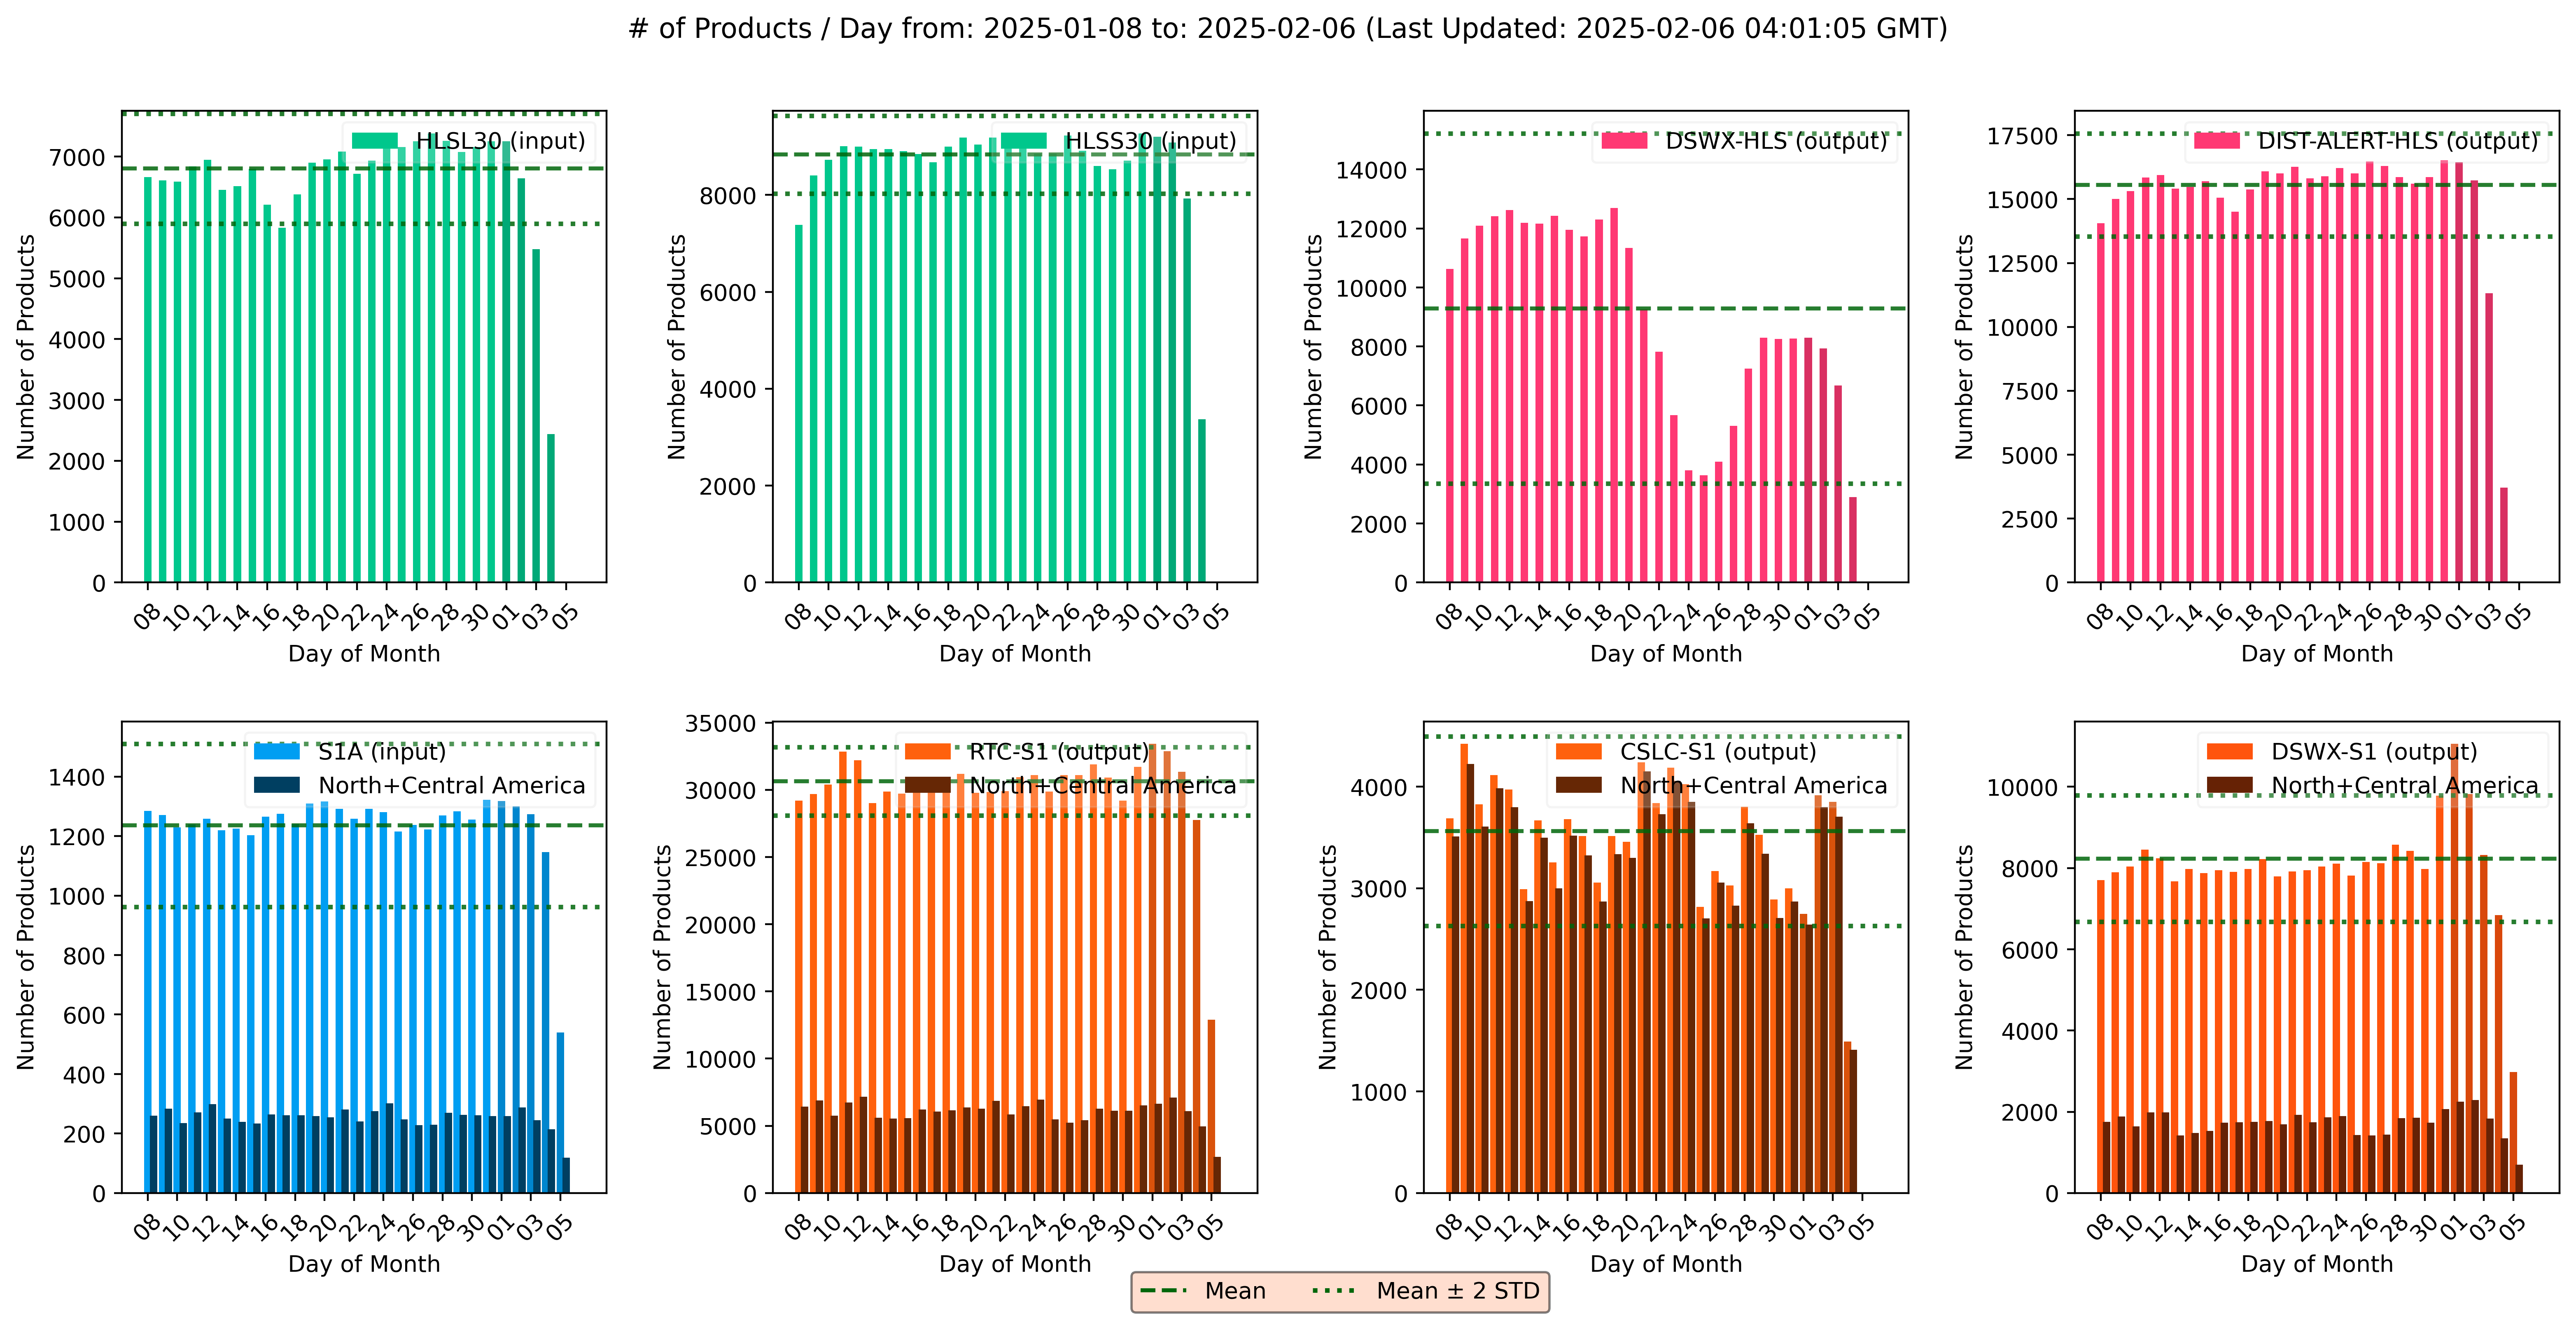 # of Products / Day from: 2025-01-08 to: 2025-02-06 (Last Updated: 2025-02-06 04:01:05 GMT)
HLSL30 (input)
Number of Products
7000
6000
5000
4000
3000
2000
1000
0
08 10 12 14 16 18 20 22 24 26 28 30 01 03 05
Day of Month
HLSS30 (input)
Number of Products
8000
6000
4000
2000
0
08 10 12 14 16 18 20 22 24 26 28 30 01 03 05
Day of Month
DSWX-HLS (output)
Number of Products
14000
12000
10000
8000
6000
4000
2000
0
08 10 12 14 16 18 20 22 24 26 28 30 01 03 05
Day of Month
DIST-ALERT-HLS (output)
Number of Products
17500
15000
12500
10000
7500
5000
2500
0
08 10 12 14 16 18 20 22 24 26 28 30 01 03 05
Day of Month
S1A (input)
North+Central America
Number of Products
1400
1200
1000
800
600
400
200
0
08 10 12 14 16 18 20 22 24 26 28 30 01 03 05
Day of Month
RTC-S1 (output)
North+Central America
Number of Products
35000
30000
25000
20000
15000
10000
5000
0
08 10 12 14 16 18 20 22 24 26 28 30 01 03 05
Day of Month
CSLC-S1 (output)
North+Central America
Number of Products
4000
3000
2000
1000
0
08 10 12 14 16 18 20 22 24 26 28 30 01 03 05
Day of Month
DSWX-S1 (output)
North+Central America
Number of Products
10000
8000
6000
4000
2000
0
08 10 12 14 16 18 20 22 24 26 28 30 01 03 05
Day of Month
Mean Mean ± 2 STD